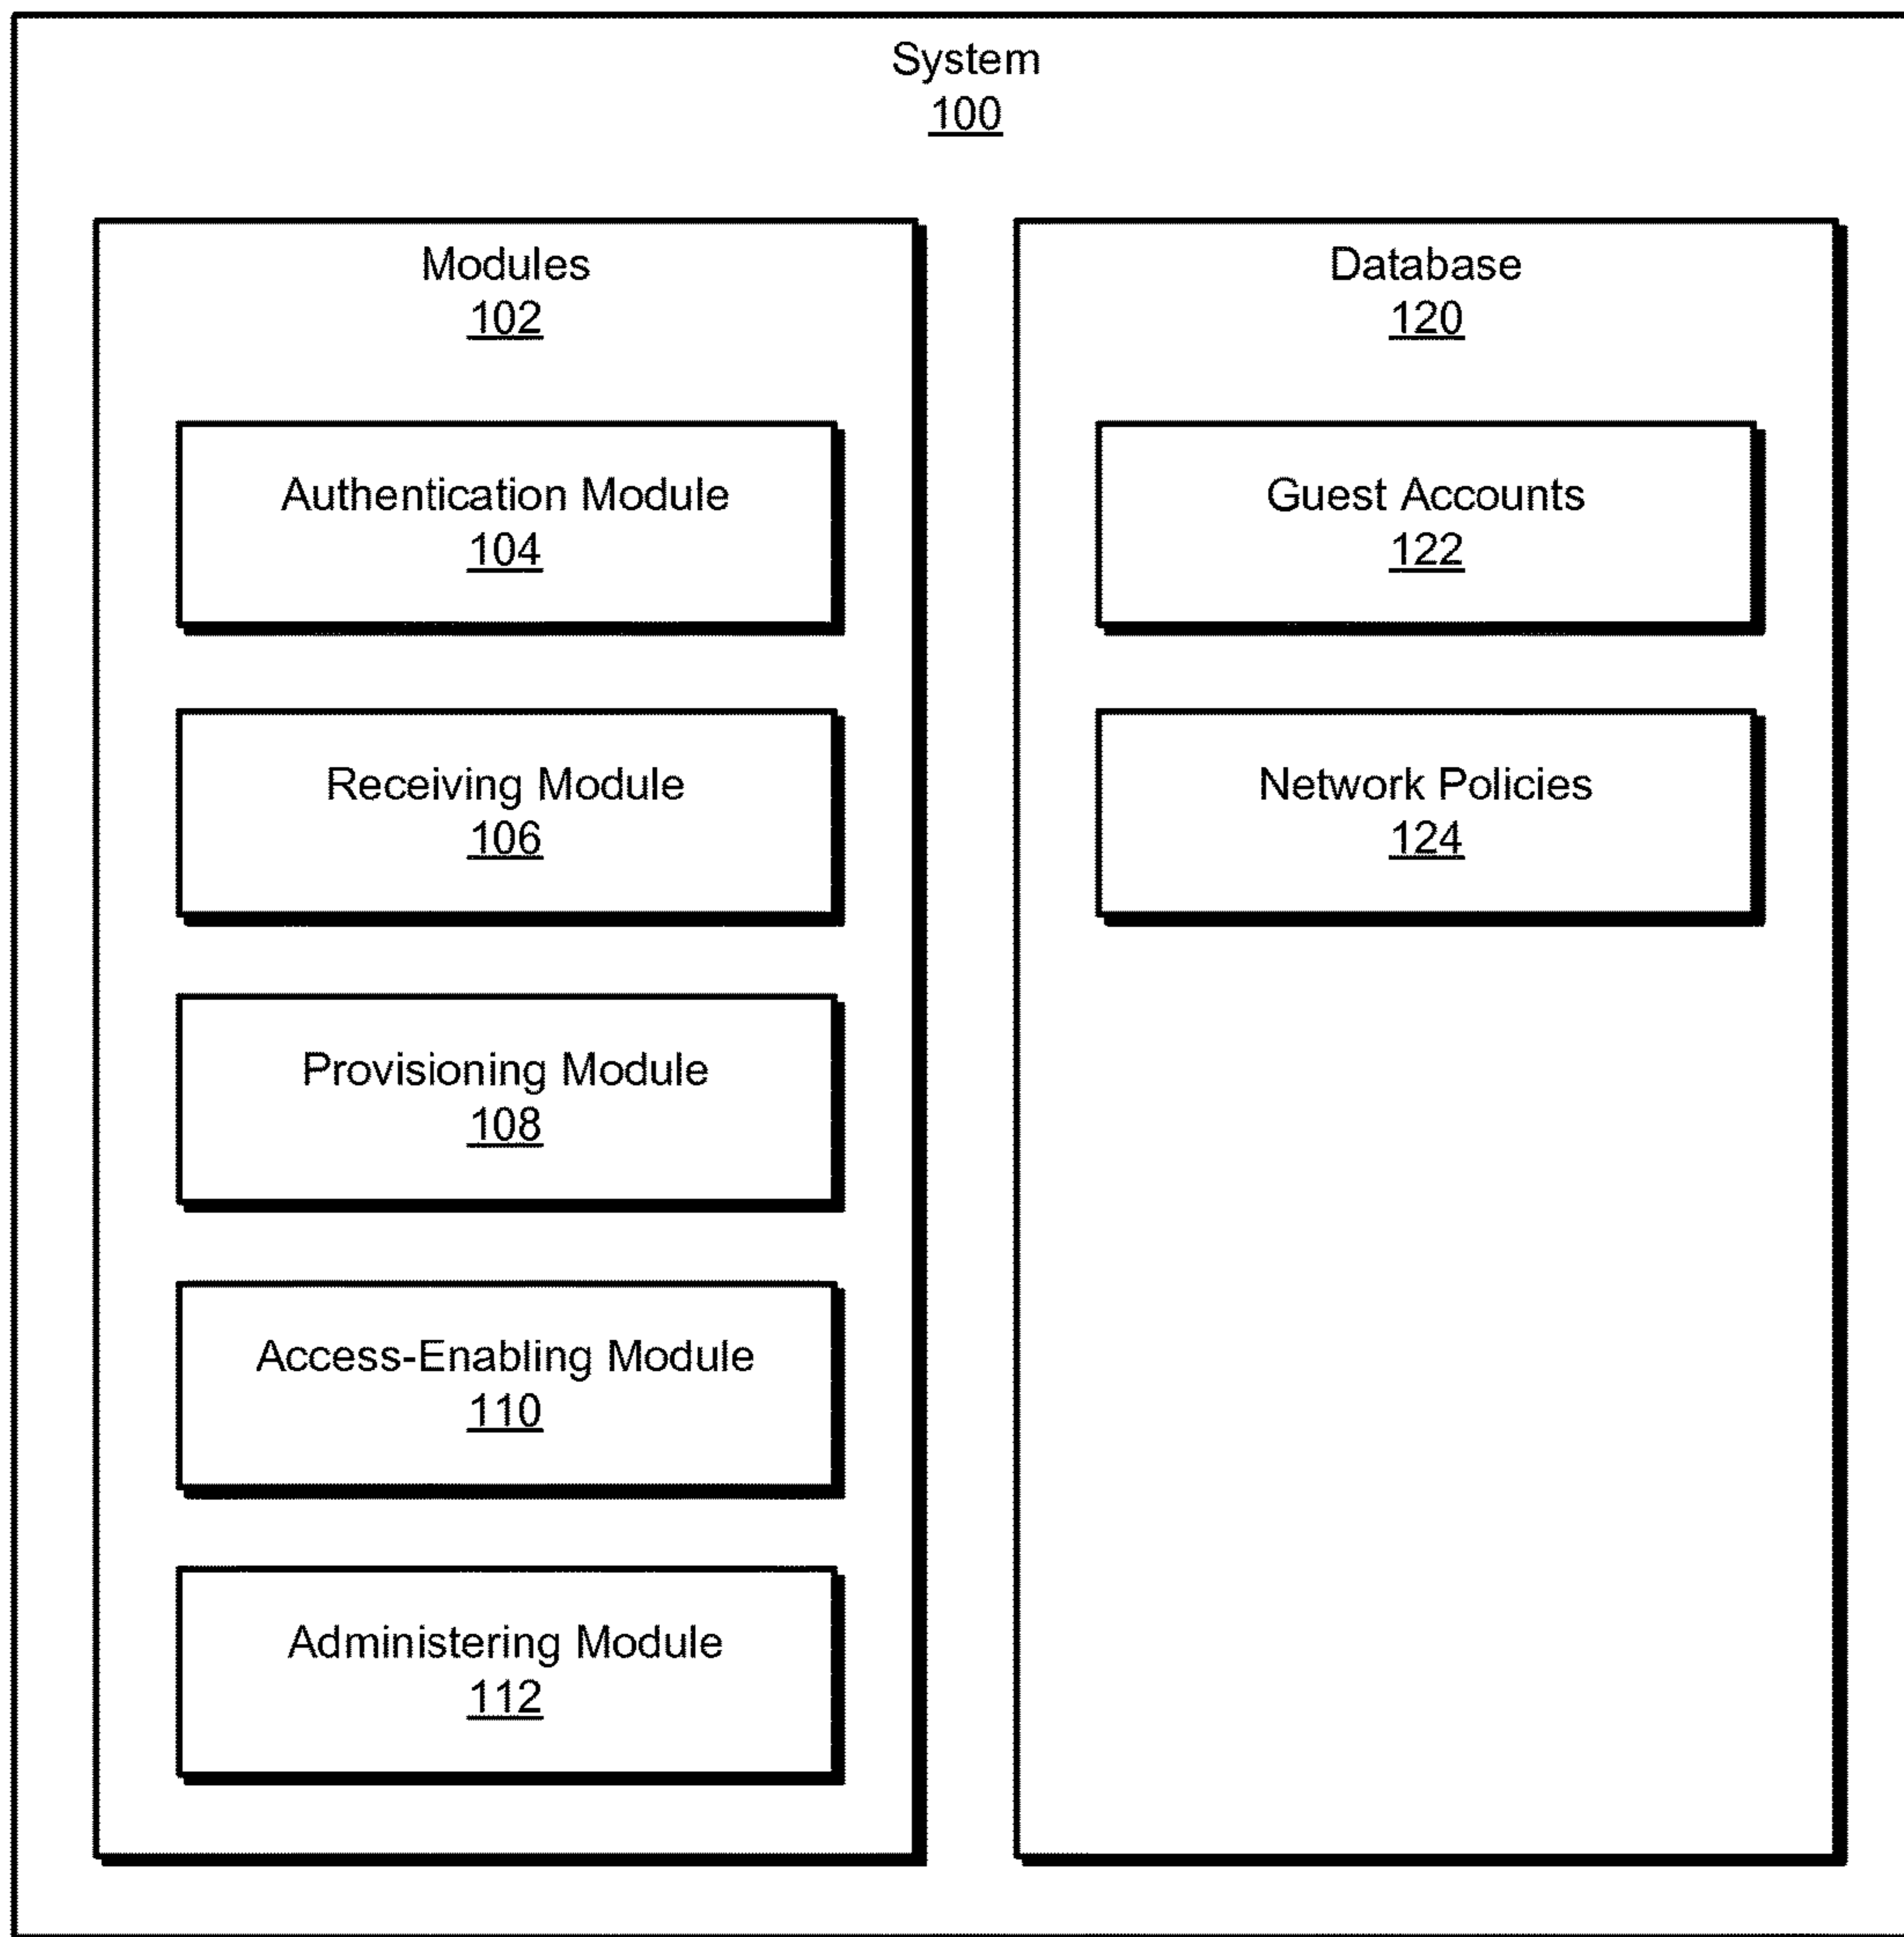 System
100
Modules
102
Authentication Module
104
Receiving Module
106
Provisioning Module
108
Access-Enabling Module
110
Administering Module
112
Database
120
Guest Accounts
122
Network Policies
124